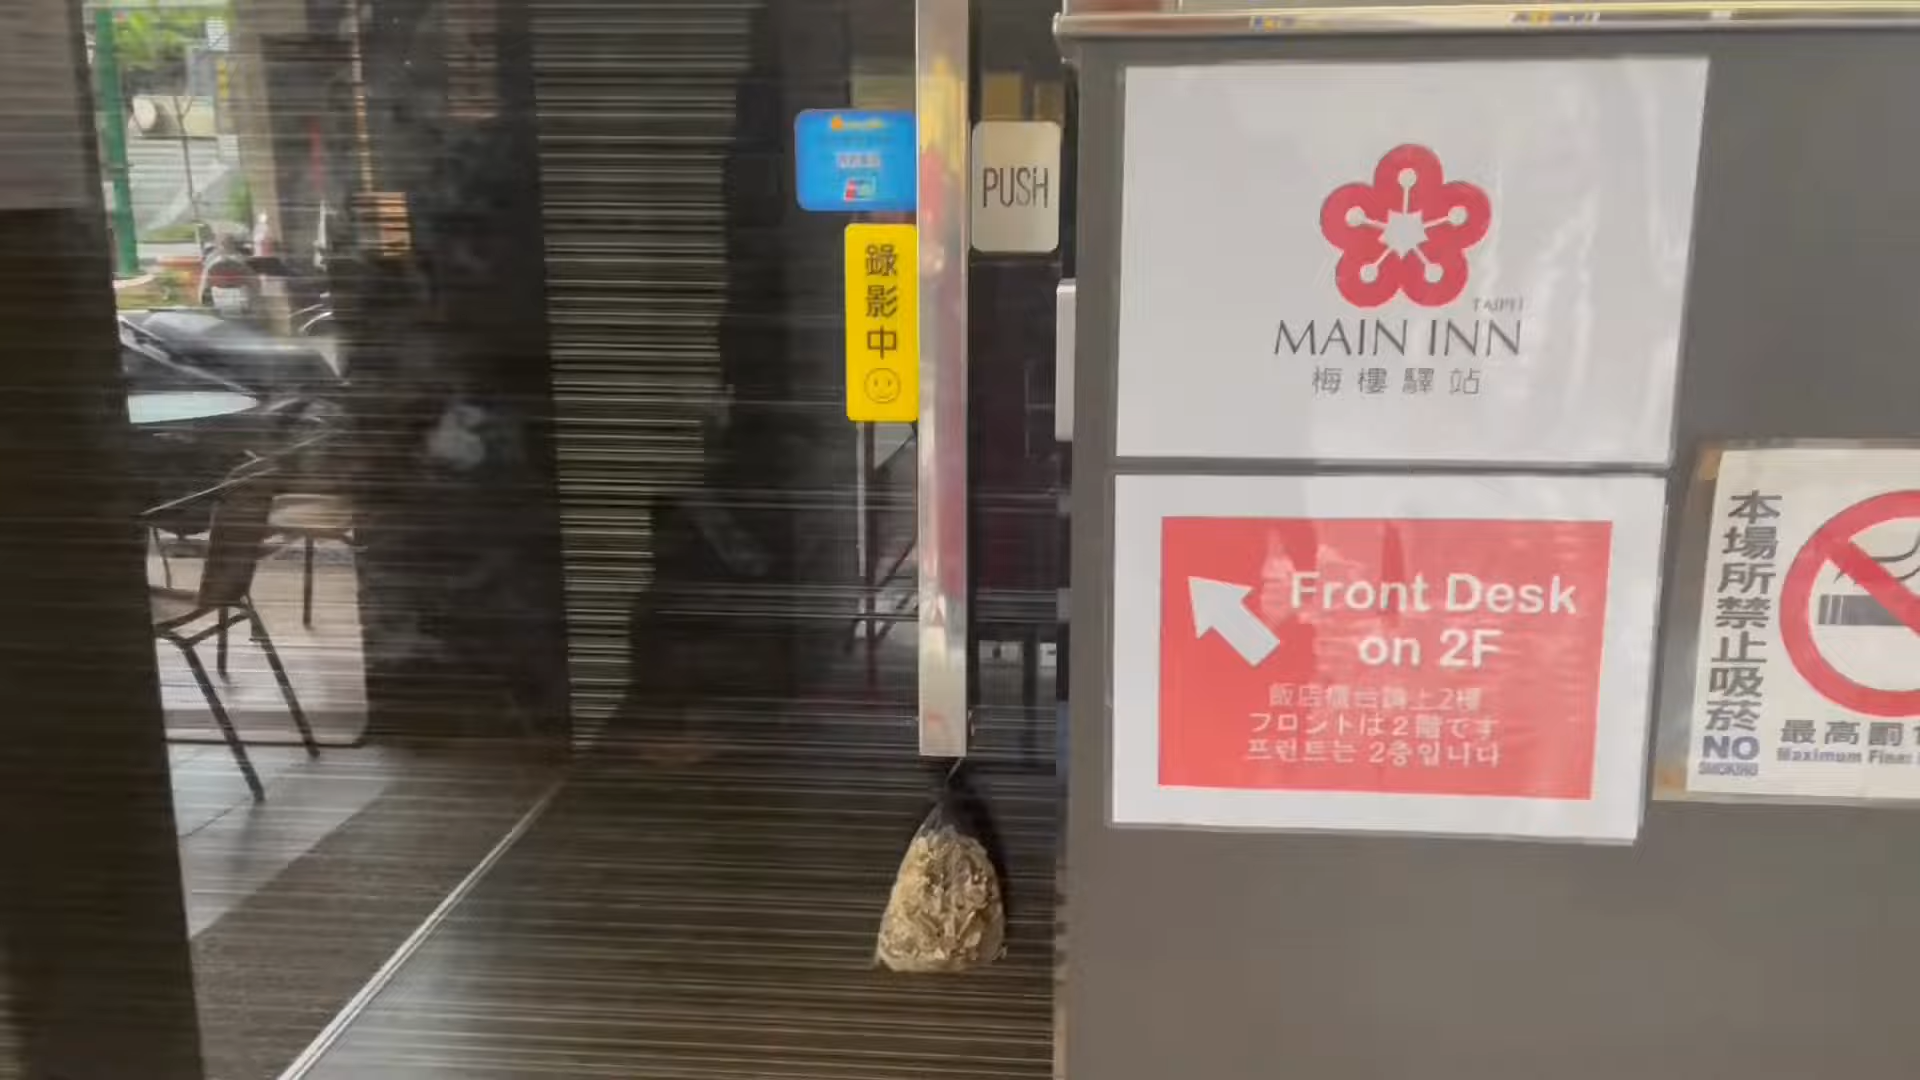 錄影中
PUSH
TAIPEI
MAIN INN
梅樓驛站
Front Desk
on 2F
飯店櫃台請上2樓
フロントは2階です
프런트는 2층입니다
本場所禁止吸菸
NO
SMOKING
最高罰
Maximum Fine: